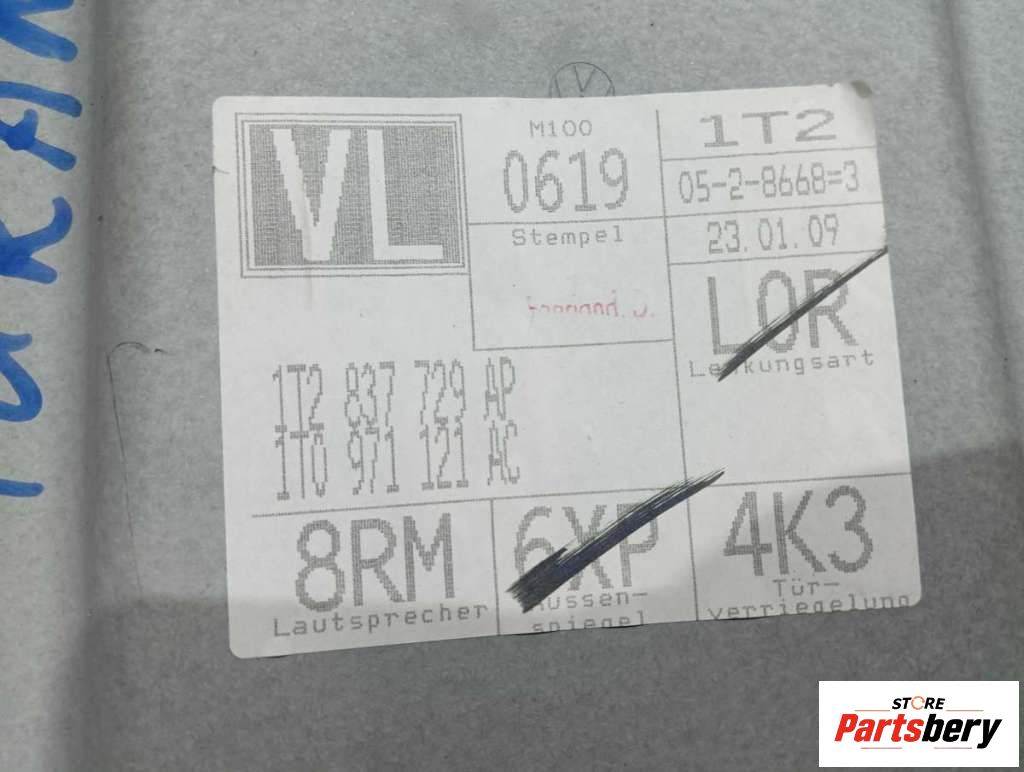 VL
M100
0619
Stempel
1T2
05-2-8668=3
23.01.09
L0R
Lenkungsart
1T2 837 729 AP
1T0 971 121 AC
8RM
Lautsprecher
6XP
Aussen-
spiegel
4K3
Tür-
verriegelung
STORE
Partsbery